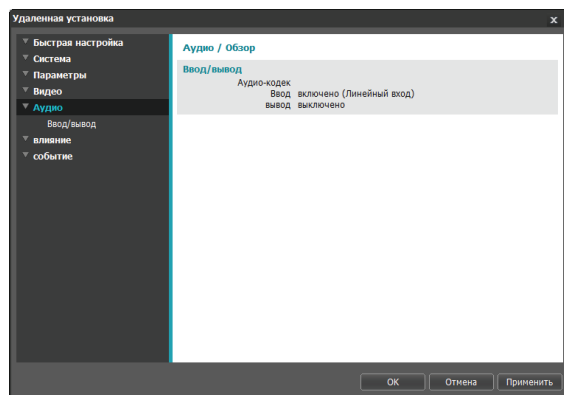 Удаленная установка
x
Быстрая настройка
Система
Параметры
Видео
Аудио
Ввод/вывод
влияние
событие
Аудио / Обзор
Ввод/вывод
Аудио-кодек
Ввод включено (Линейный вход)
вывод выключено
OK Отмена Применить